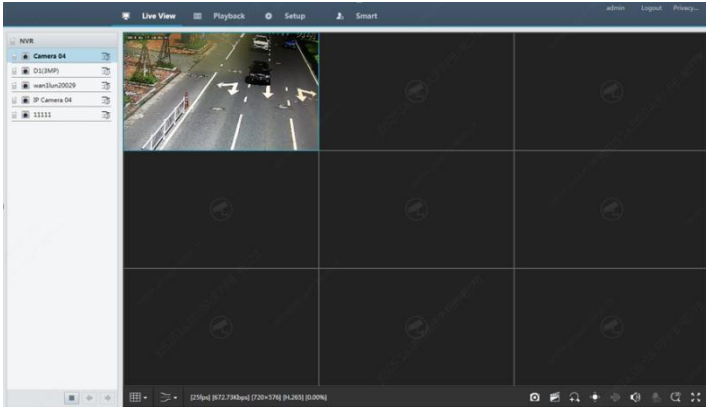 Live View
Playback
Setup
Smart
admin
Logout
Privacy...
NVR
Camera 04
D1(3MP)
wan1lun20029
IP Camera 04
11111
[25fps] [672.73Kbps] [720×576] [H.265] [0.00%]